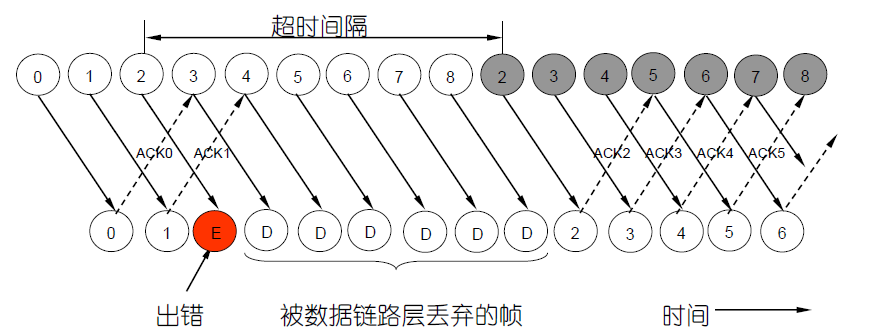 超时间隔
0 1 2 3 4 5 6 7 8 2 3 4 5 6 7 8
ACK0 ACK1 ACK2 ACK3 ACK4 ACK5
0 1 E D D D D D D 2 3 4 5 6
出错 被数据链路层丢弃的帧 时间